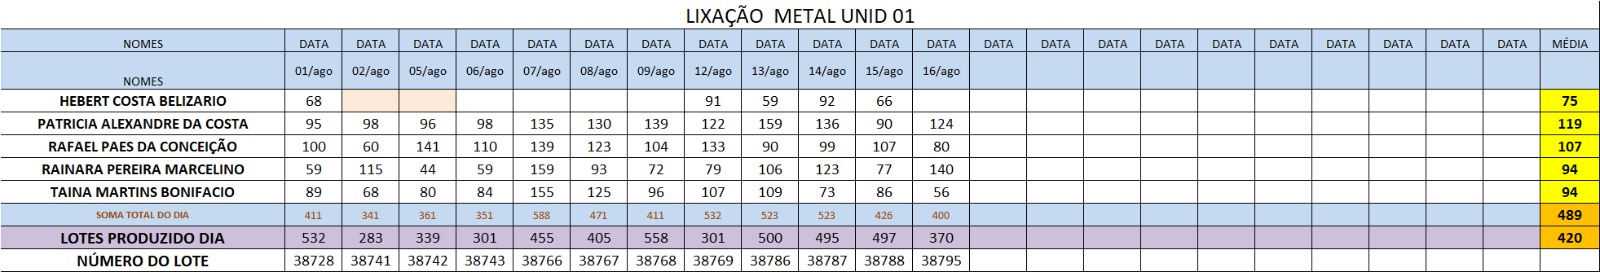 LIXAÇÃO METAL UNID 01
NOMES DATA DATA DATA DATA DATA DATA DATA DATA DATA DATA DATA DATA DATA DATA DATA DATA DATA DATA DATA DATA DATA DATA MÉDIA
NOMES 01/ago 02/ago 05/ago 06/ago 07/ago 08/ago 09/ago 12/ago 13/ago 14/ago 15/ago 16/ago
HEBERT COSTA BELIZARIO 68 91 59 92 66 75
PATRICIA ALEXANDRE DA COSTA 95 98 96 98 135 130 139 122 159 136 90 124 119
RAFAEL PAES DA CONCEIÇÃO 100 60 141 110 139 123 104 133 90 99 107 80 107
RAINARA PEREIRA MARCELINO 59 115 44 59 159 93 72 79 106 123 77 140 94
TAINA MARTINS BONIFACIO 89 68 80 84 155 125 96 107 109 73 86 56 94
SOMA TOTAL DO DIA 411 341 361 351 588 471 411 532 523 523 426 400 489
LOTES PRODUZIDO DIA 532 283 339 301 455 405 558 301 500 495 497 370 420
NÚMERO DO LOTE 38728 38741 38742 38743 38766 38767 38768 38769 38786 38787 38788 38795